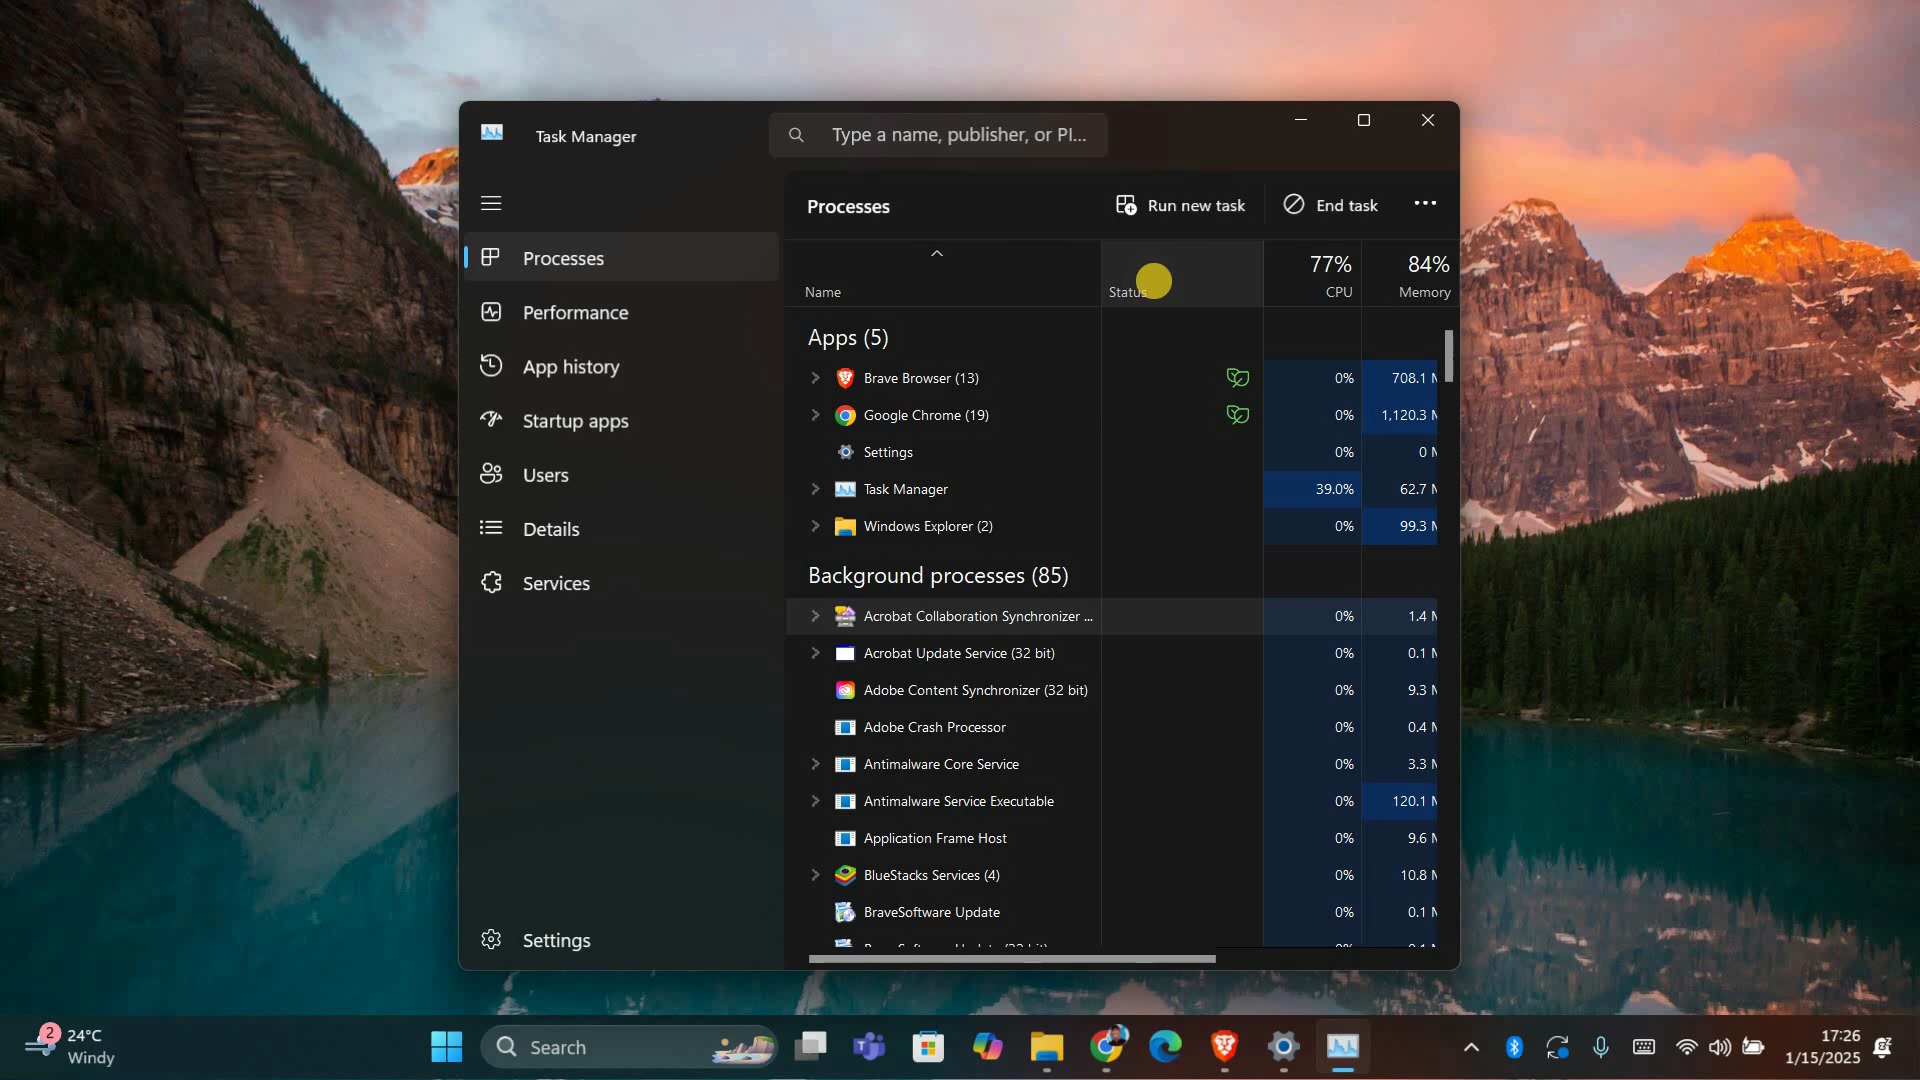 Task Manager
Type a name, publisher, or PI...
Processes
Run new task
End task
Processes
Performance
App history
Startup apps
Users
Details
Services
Settings
77%
84%
Name
Status
CPU
Memory
Apps (5)
Brave Browser (13) 0% 708.1 M
Google Chrome (19) 0% 1,120.3 M
Settings 0% 0 M
Task Manager 39.0% 62.7 M
Windows Explorer (2) 0% 99.3 M
Background processes (85)
Acrobat Collaboration Synchronizer ... 0% 1.4 M
Acrobat Update Service (32 bit) 0% 0.1 M
Adobe Content Synchronizer (32 bit) 0% 9.3 M
Adobe Crash Processor 0% 0.4 M
Antimalware Core Service 0% 3.3 M
Antimalware Service Executable 0% 120.1 M
Application Frame Host 0% 9.6 M
BlueStacks Services (4) 0% 10.8 M
BraveSoftware Update 0% 0.1 M
2
24°C
Windy
Search
17:26
1/15/2025